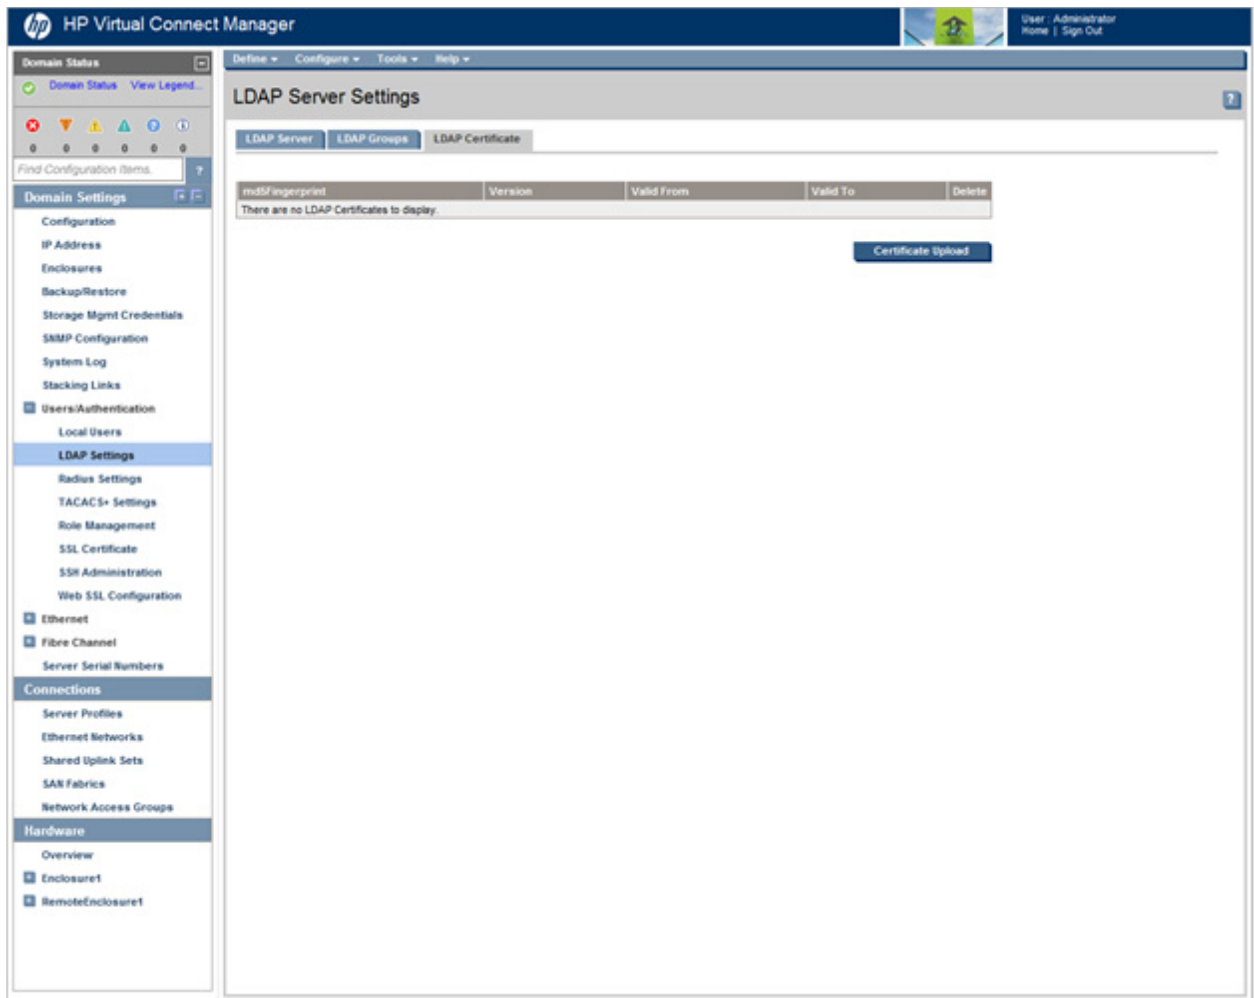 hp HP Virtual Connect Manager
User : Administrator
Home | Sign Out
Domain Status
Domain Status View Legend...
0 0 0 0 0 0
Find Configuration Items.
?
Domain Settings
Configuration
IP Address
Enclosures
Backup/Restore
Storage Mgmt Credentials
SNMP Configuration
System Log
Stacking Links
Users/Authentication
Local Users
LDAP Settings
Radius Settings
TACACS+ Settings
Role Management
SSL Certificate
SSH Administration
Web SSL Configuration
Ethernet
Fibre Channel
Server Serial Numbers
Connections
Server Profiles
Ethernet Networks
Shared Uplink Sets
SAN Fabrics
Network Access Groups
Hardware
Overview
Enclosure1
RemoteEnclosure1
Define Configure Tools Help
LDAP Server Settings
?
LDAP Server LDAP Groups LDAP Certificate
md5Fingerprint Version Valid From Valid To Delete
There are no LDAP Certificates to display.
Certificate Upload